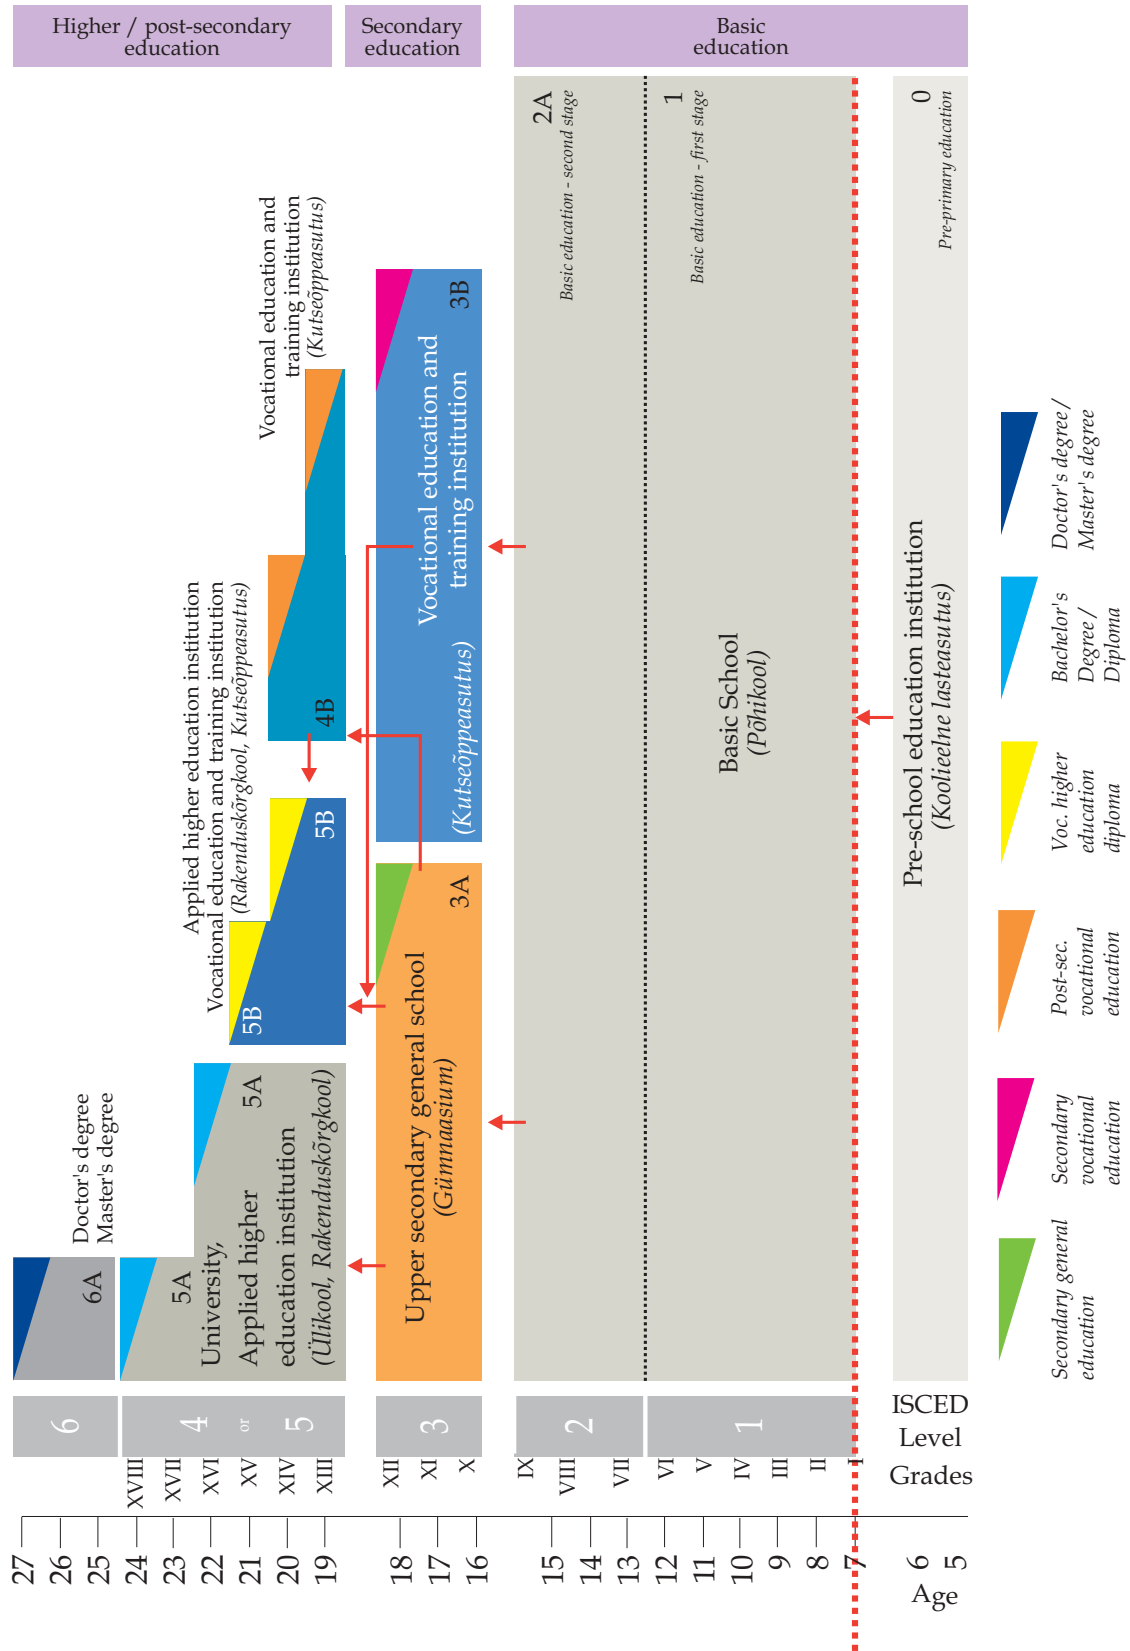 Higher / post-secondary
education
Secondary
education
Basic
education
2A
Basic education - second stage
1
Basic education - first stage
0
Pre-primary education
Vocational education and
training institution
(Kutseõppeasutus)
Applied higher education institution
Vocational education and training institution
(Rakenduskõrgkool, Kutseõppeasutus)
4B
5B
5B
Doctor's degree
Master's degree
6A
5A
5A
University,
Applied higher
education institution
(Ülikool, Rakenduskõrgkool)
3B
Vocational education and
training institution
(Kutseõppeasutus)
3A
Upper secondary general school
(Gümnaasium)
Basic School
(Põhikool)
Pre-school education institution
(Koolieelne lasteasutus)
6
4
or
5
3
2
1
ISCED
Level
XVIII
XVII
XVI
XV
XIV
XIII
XII
XI
X
IX
VIII
VII
VI
V
IV
III
II
I
Grades
27
26
25
24
23
22
21
20
19
18
17
16
15
14
13
12
11
10
9
8
7
6
5
Age
Secondary general
education
Secondary
vocational
education
Post-sec.
vocational
education
Voc. higher
education
diploma
Bachelor's
Degree/
Diploma
Doctor's degree/
Master's degree